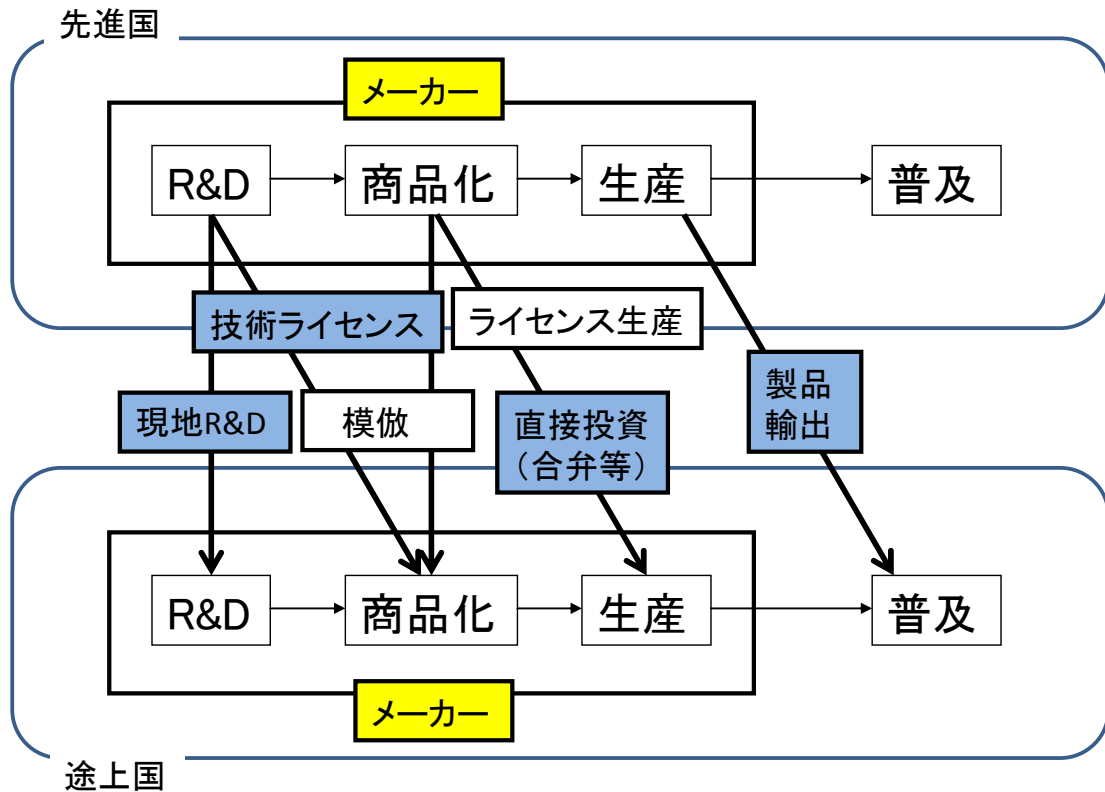 先進国
メーカー
R&D
商品化
生産
普及
技術ライセンス
ライセンス生産
現地R&D
模倣
直接投資
（合弁等）
製品
輸出
R&D
商品化
生産
普及
メーカー
途上国